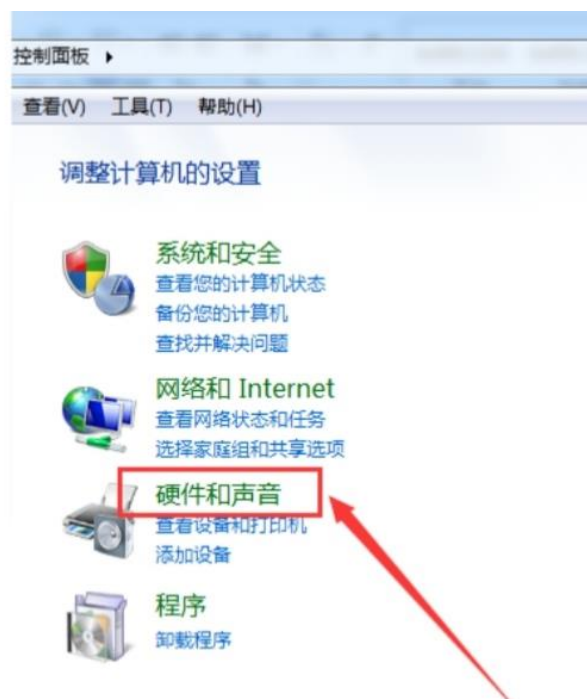 控制面板
查看(V) 工具(T) 帮助(H)
调整计算机的设置
系统和安全
查看您的计算机状态
备份您的计算机
查找并解决问题
网络和 Internet
查看网络状态和任务
选择家庭组和共享选项
硬件和声音
查看设备和打印机
添加设备
程序
卸载程序